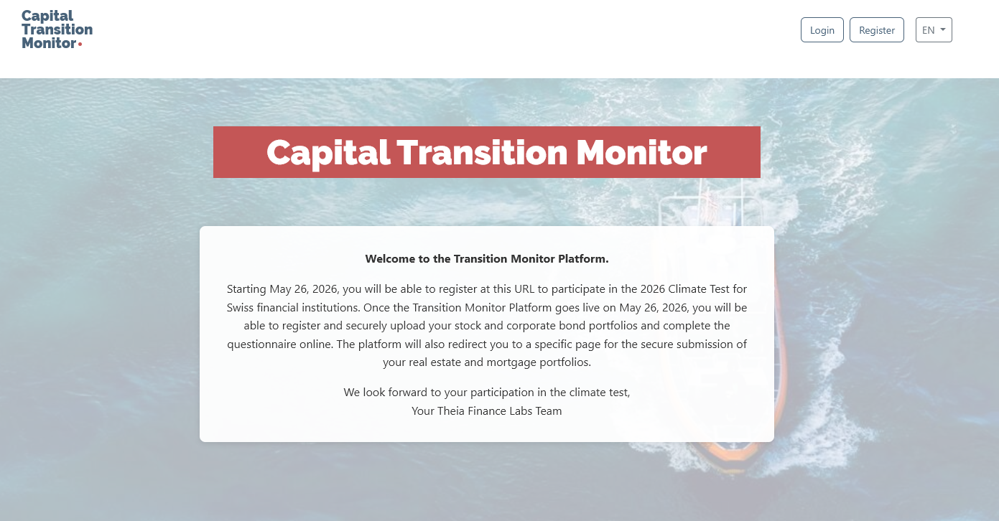 Capital
Transition
Monitor
Login
Register
EN
Capital Transition Monitor
Welcome to the Transition Monitor Platform.
Starting May 26, 2026, you will be able to register at this URL to participate in the 2026 Climate Test for
Swiss financial institutions. Once the Transition Monitor Platform goes live on May 26, 2026, you will be
able to register and securely upload your stock and corporate bond portfolios and complete the
questionnaire online. The platform will also redirect you to a specific page for the secure submission of
your real estate and mortgage portfolios.
We look forward to your participation in the climate test,
Your Theia Finance Labs Team